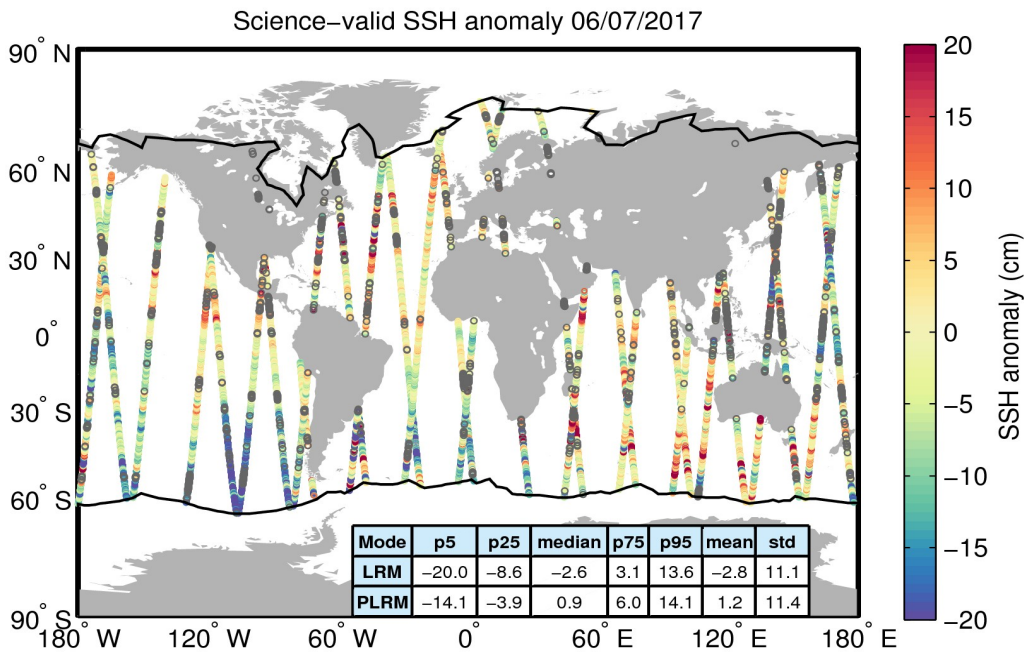 Science−valid SSH anomaly 06/07/2017
90° N
60° N
30° N
0°
30° S
60° S
90° S
180° W 120° W 60° W 0° 60° E 120° E 180° E
Mode p5 p25 median p75 p95 mean std
LRM −20.0 −8.6 −2.6 3.1 13.6 −2.8 11.1
PLRM −14.1 −3.9 0.9 6.0 14.1 1.2 11.4
20
15
10
5
0
−5
−10
−15
−20
SSH anomaly (cm)